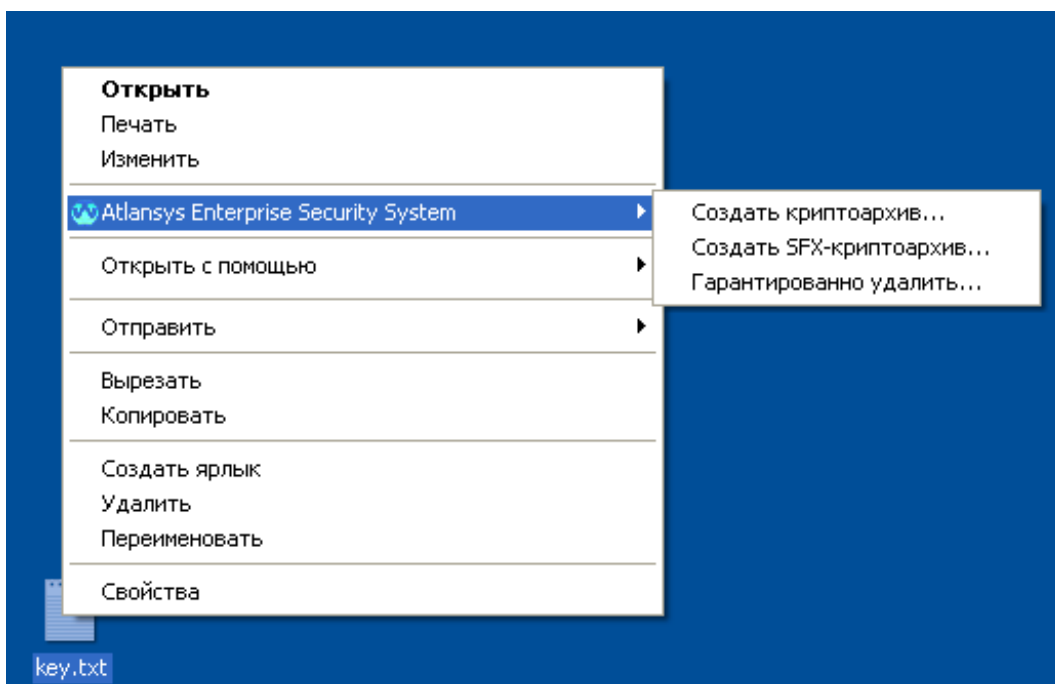 Открыть
Печать
Изменить
Atlansys Enterprise Security System
Создать криптоархив...
Создать SFX-криптоархив...
Гарантированно удалить...
Открыть с помощью
Отправить
Вырезать
Копировать
Создать ярлык
Удалить
Переименовать
Свойства
key.txt